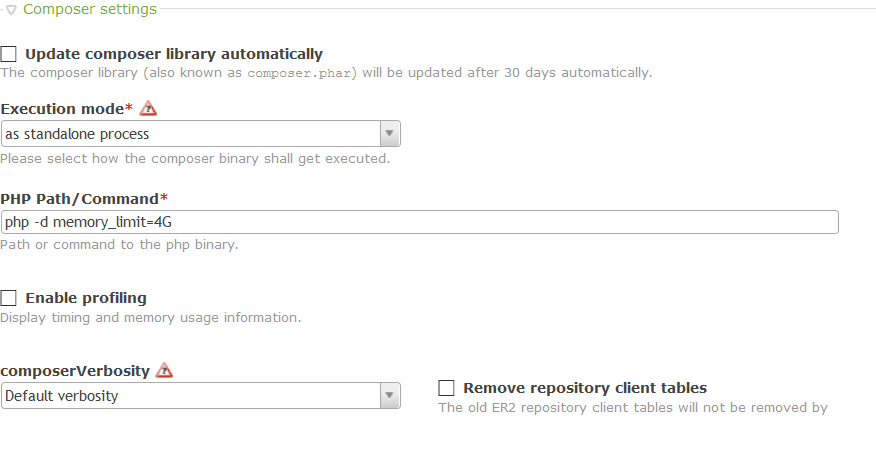 Composer settings
Update composer library automatically
The composer library (also known as composer.phar) will be updated after 30 days automatically.
Execution mode*
as standalone process
Please select how the composer binary shall get executed.
PHP Path/Command*
php -d memory_limit=4G
Path or command to the php binary.
Enable profiling
Display timing and memory usage information.
composerVerbosity
Default verbosity
Remove repository client tables
The old ER2 repository client tables will not be removed by